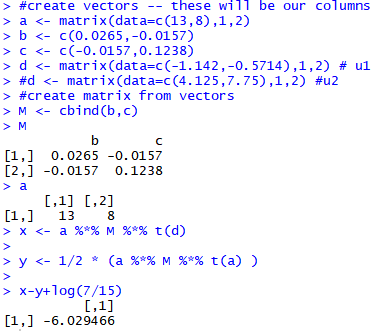 > #create vectors -- these will be our columns
> a <- matrix(data=c(13,8),1,2)
> b <- c(0.0265,-0.0157)
> c <- c(-0.0157,0.1238)
> d <- matrix(data=c(-1.142,-0.5714),1,2) # u1
> #d <- matrix(data=c(4.125,7.75),1,2) #u2
> #create matrix from vectors
> M <- cbind(b,c)
> M
b c
[1,] 0.0265 -0.0157
[2,] -0.0157 0.1238
> a
[,1] [,2]
[1,] 13 8
> x <- a %*% M %*% t(d)
>
> y <- 1/2 * (a %*% M %*% t(a) )
>
> x-y+log(7/15)
[,1]
[1,] -6.029466